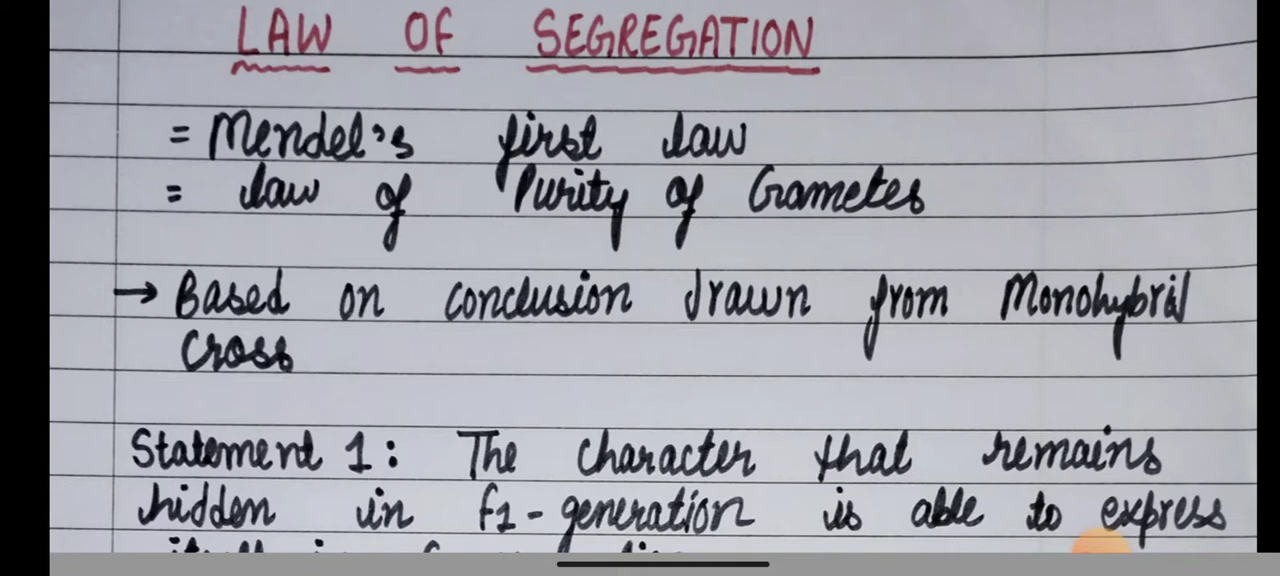 LAW OF SEGREGATION
= Mendel's first law
= law of Purity of Gametes
→ Based on conclusion drawn from Monohybrid
cross
Statement 1: The character that remains
hidden in f1-generation is able to express